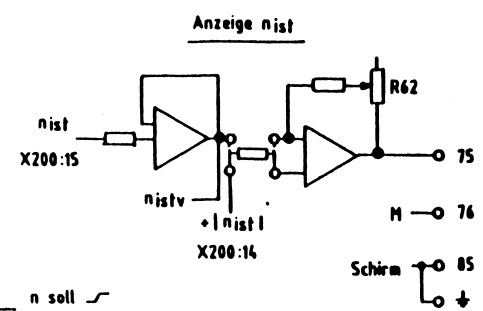 Anzeige nist
R62
nist
X200:15
75
nistv
+|nist|
X200:14
M 76
Schirm 85
n soll